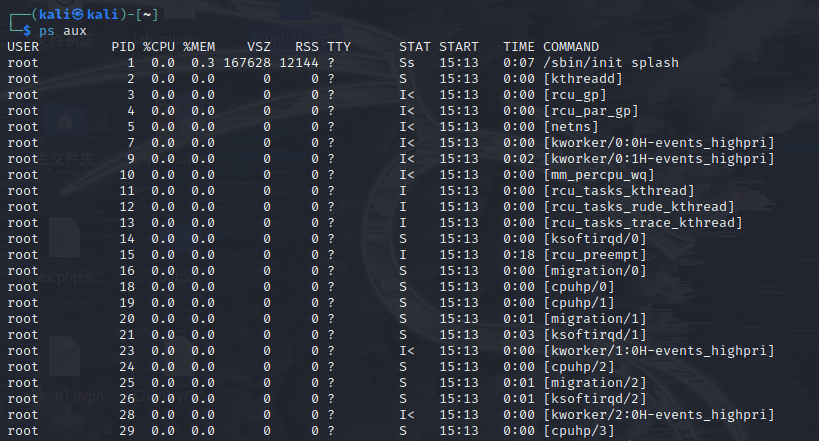 ┌──(kali㉿kali)-[~]
└─$ ps aux
USER         PID %CPU %MEM    VSZ   RSS TTY      STAT START   TIME COMMAND
root           1  0.0  0.3 167628 12144 ?        Ss   15:13   0:07 /sbin/init splash
root           2  0.0  0.0      0     0 ?        S    15:13   0:00 [kthreadd]
root           3  0.0  0.0      0     0 ?        I<   15:13   0:00 [rcu_gp]
root           4  0.0  0.0      0     0 ?        I<   15:13   0:00 [rcu_par_gp]
root           5  0.0  0.0      0     0 ?        I<   15:13   0:00 [netns]
root           7  0.0  0.0      0     0 ?        I<   15:13   0:00 [kworker/0:0H-events_highpri]
root           9  0.0  0.0      0     0 ?        I<   15:13   0:02 [kworker/0:1H-events_highpri]
root          10  0.0  0.0      0     0 ?        I<   15:13   0:00 [mm_percpu_wq]
root          11  0.0  0.0      0     0 ?        I    15:13   0:00 [rcu_tasks_kthread]
root          12  0.0  0.0      0     0 ?        I    15:13   0:00 [rcu_tasks_rude_kthread]
root          13  0.0  0.0      0     0 ?        I    15:13   0:00 [rcu_tasks_trace_kthread]
root          14  0.0  0.0      0     0 ?        S    15:13   0:00 [ksoftirqd/0]
root          15  0.0  0.0      0     0 ?        I    15:13   0:18 [rcu_preempt]
root          16  0.0  0.0      0     0 ?        S    15:13   0:00 [migration/0]
root          18  0.0  0.0      0     0 ?        S    15:13   0:00 [cpuhp/0]
root          19  0.0  0.0      0     0 ?        S    15:13   0:00 [cpuhp/1]
root          20  0.0  0.0      0     0 ?        S    15:13   0:01 [migration/1]
root          21  0.0  0.0      0     0 ?        S    15:13   0:03 [ksoftirqd/1]
root          23  0.0  0.0      0     0 ?        I<   15:13   0:00 [kworker/1:0H-events_highpri]
root          24  0.0  0.0      0     0 ?        S    15:13   0:00 [cpuhp/2]
root          25  0.0  0.0      0     0 ?        S    15:13   0:01 [migration/2]
root          26  0.0  0.0      0     0 ?        S    15:13   0:01 [ksoftirqd/2]
root          28  0.0  0.0      0     0 ?        I<   15:13   0:00 [kworker/2:0H-events_highpri]
root          29  0.0  0.0      0     0 ?        S    15:13   0:00 [cpuhp/3]